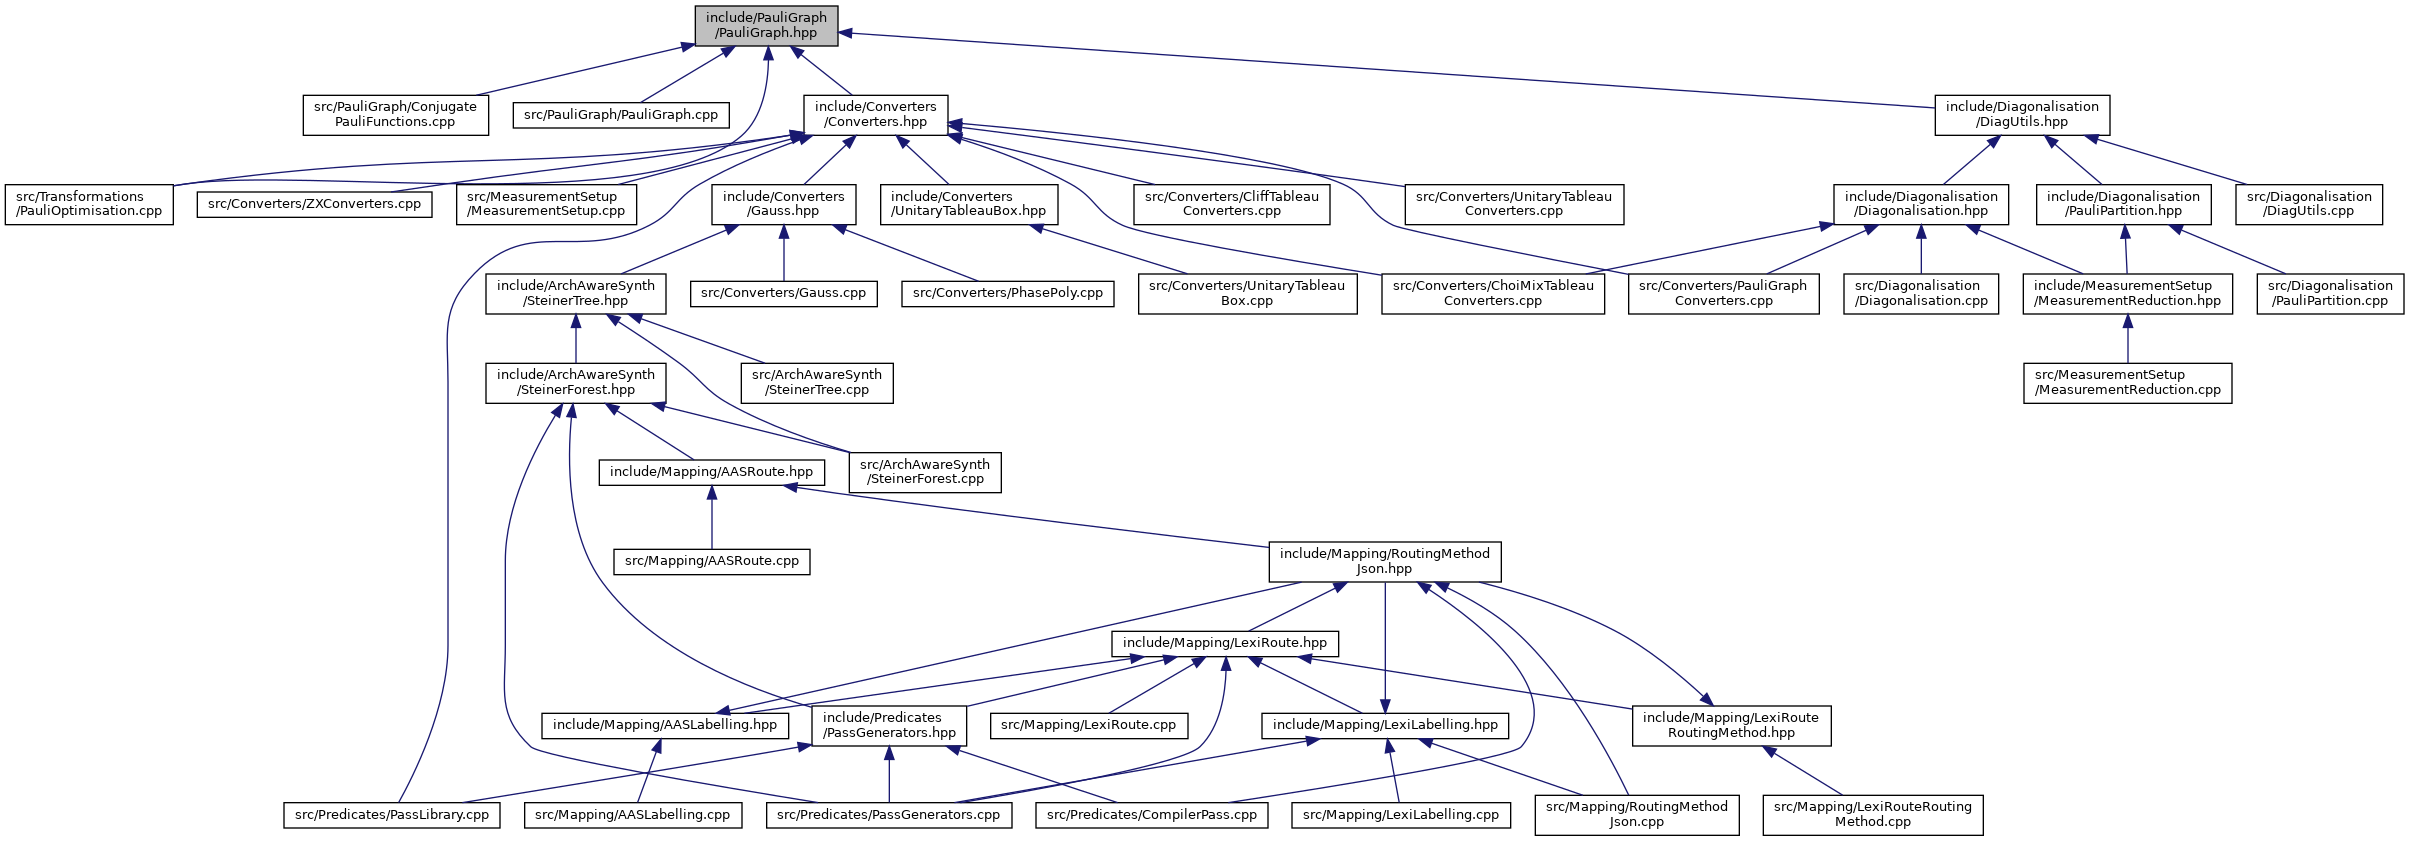 include/PauliGraph
/PauliGraph.hpp
src/PauliGraph/Conjugate
PauliFunctions.cpp
src/PauliGraph/PauliGraph.cpp
include/Converters
/Converters.hpp
include/Diagonalisation
/DiagUtils.hpp
src/Transformations
/PauliOptimisation.cpp
src/Converters/ZXConverters.cpp
src/MeasurementSetup
/MeasurementSetup.cpp
include/Converters
/Gauss.hpp
include/Converters
/UnitaryTableauBox.hpp
src/Converters/CliffTableau
Converters.cpp
src/Converters/UnitaryTableau
Converters.cpp
include/Diagonalisation
/Diagonalisation.hpp
include/Diagonalisation
/PauliPartition.hpp
src/Diagonalisation
/DiagUtils.cpp
include/ArchAwareSynth
/SteinerTree.hpp
src/Converters/Gauss.cpp
src/Converters/PhasePoly.cpp
src/Converters/UnitaryTableau
Box.cpp
src/Converters/ChoiMixTableau
Converters.cpp
src/Converters/PauliGraph
Converters.cpp
src/Diagonalisation
/Diagonalisation.cpp
include/MeasurementSetup
/MeasurementReduction.hpp
src/Diagonalisation
/PauliPartition.cpp
include/ArchAwareSynth
/SteinerForest.hpp
src/ArchAwareSynth
/SteinerTree.cpp
src/MeasurementSetup
/MeasurementReduction.cpp
include/Mapping/AASRoute.hpp
src/ArchAwareSynth
/SteinerForest.cpp
src/Mapping/AASRoute.cpp
include/Mapping/RoutingMethod
Json.hpp
include/Mapping/LexiRoute.hpp
include/Mapping/AASLabelling.hpp
include/Predicates
/PassGenerators.hpp
src/Mapping/LexiRoute.cpp
include/Mapping/LexiLabelling.hpp
include/Mapping/LexiRoute
RoutingMethod.hpp
src/Predicates/PassLibrary.cpp
src/Mapping/AASLabelling.cpp
src/Predicates/PassGenerators.cpp
src/Predicates/CompilerPass.cpp
src/Mapping/LexiLabelling.cpp
src/Mapping/RoutingMethod
Json.cpp
src/Mapping/LexiRouteRouting
Method.cpp